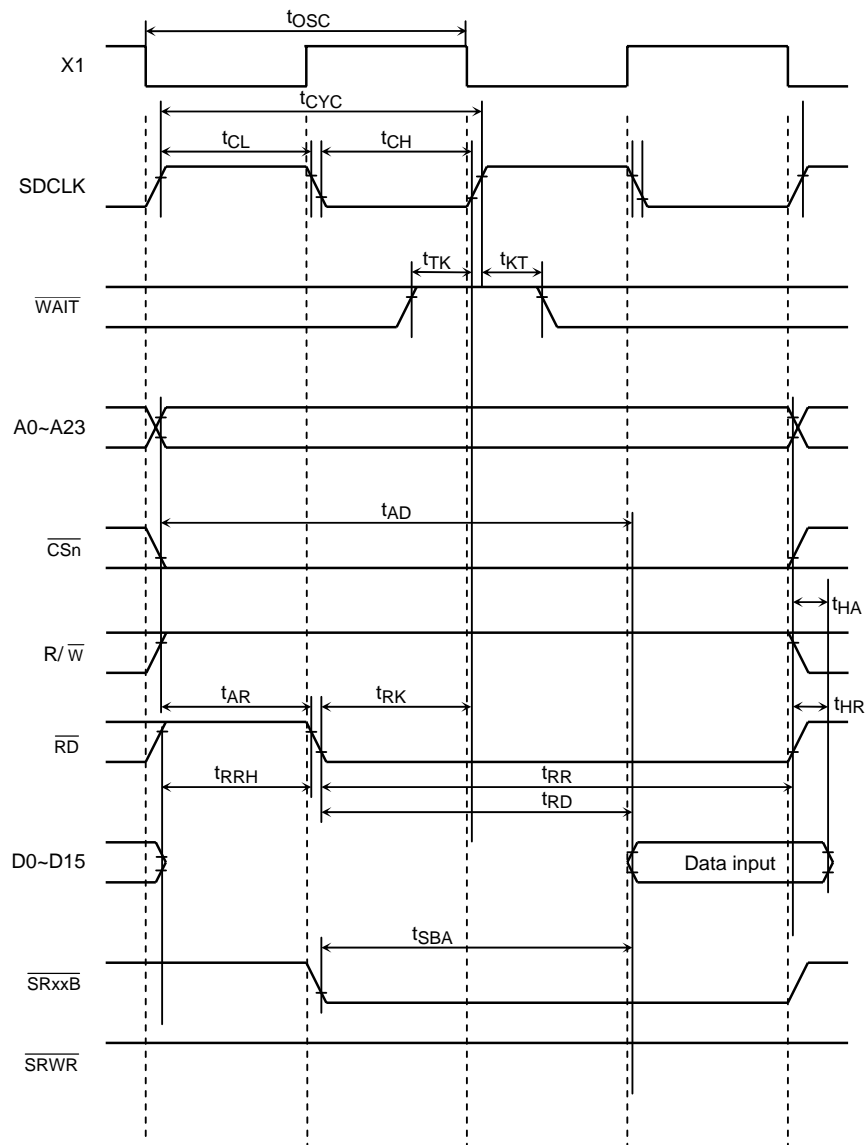 tOSC
X1
tCYC
tCL tCH
SDCLK
tTK tKT
WAIT
A0~A23
tAD
CSn
tHA
R/ W
tAR tRK tHR
RD
tRRH tRR
tRD
D0~D15 Data input
tSBA
SRxxB
SRWR